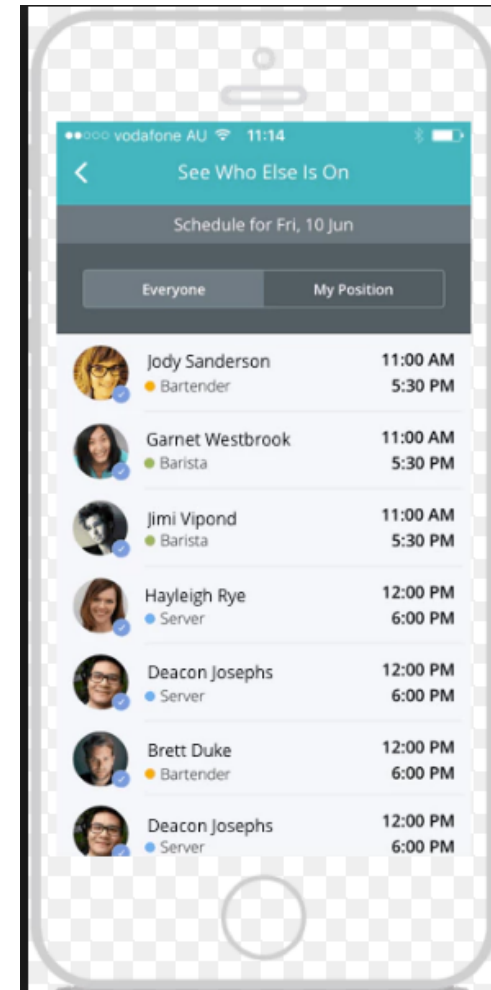 vodafone AU 11:14
See Who Else Is On
Schedule for Fri, 10 Jun
Everyone My Position
Jody Sanderson 11:00 AM
Bartender 5:30 PM
Garnet Westbrook 11:00 AM
Barista 5:30 PM
Jimi Vipond 11:00 AM
Barista 5:30 PM
Hayleigh Rye 12:00 PM
Server 6:00 PM
Deacon Josephs 12:00 PM
Server 6:00 PM
Brett Duke 12:00 PM
Bartender 6:00 PM
Deacon Josephs 12:00 PM
Server 6:00 PM